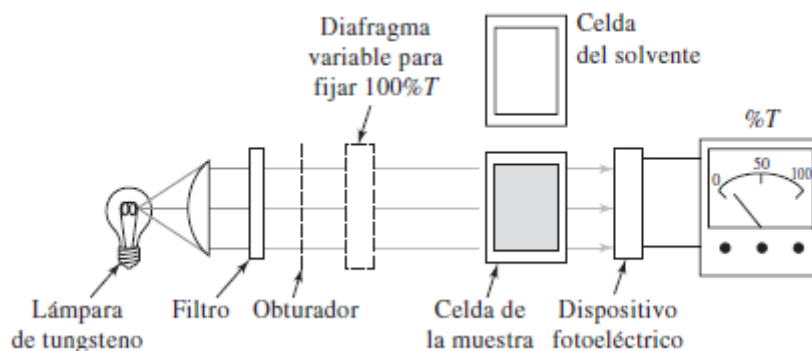 Diafragma
variable para
fijar 100%T
Celda
del solvente
%T
0
50
100
Lámpara
de tungsteno
Filtro
Obturador
Celda de
la muestra
Dispositivo
fotoeléctrico